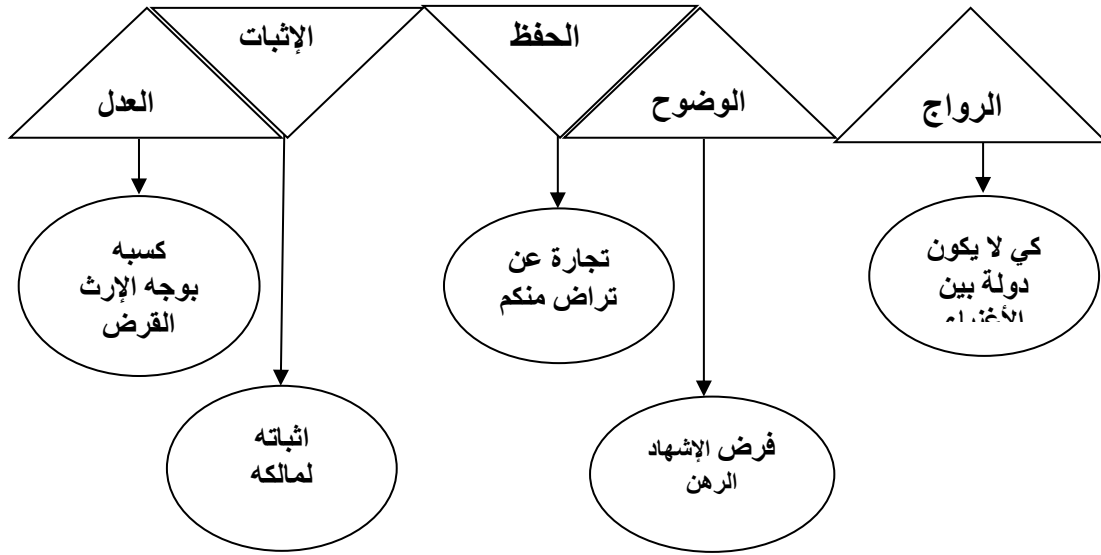 الحفظ
الإثبات
الرواج
الوضوح
العدل
كي لا يكون
دولة بين
الأغنياء
تجارة عن
تراض منكم
كسبه
بوجه الإرث
القرض
فرض الإشهاد
الرهن
اثباته
لمالكه